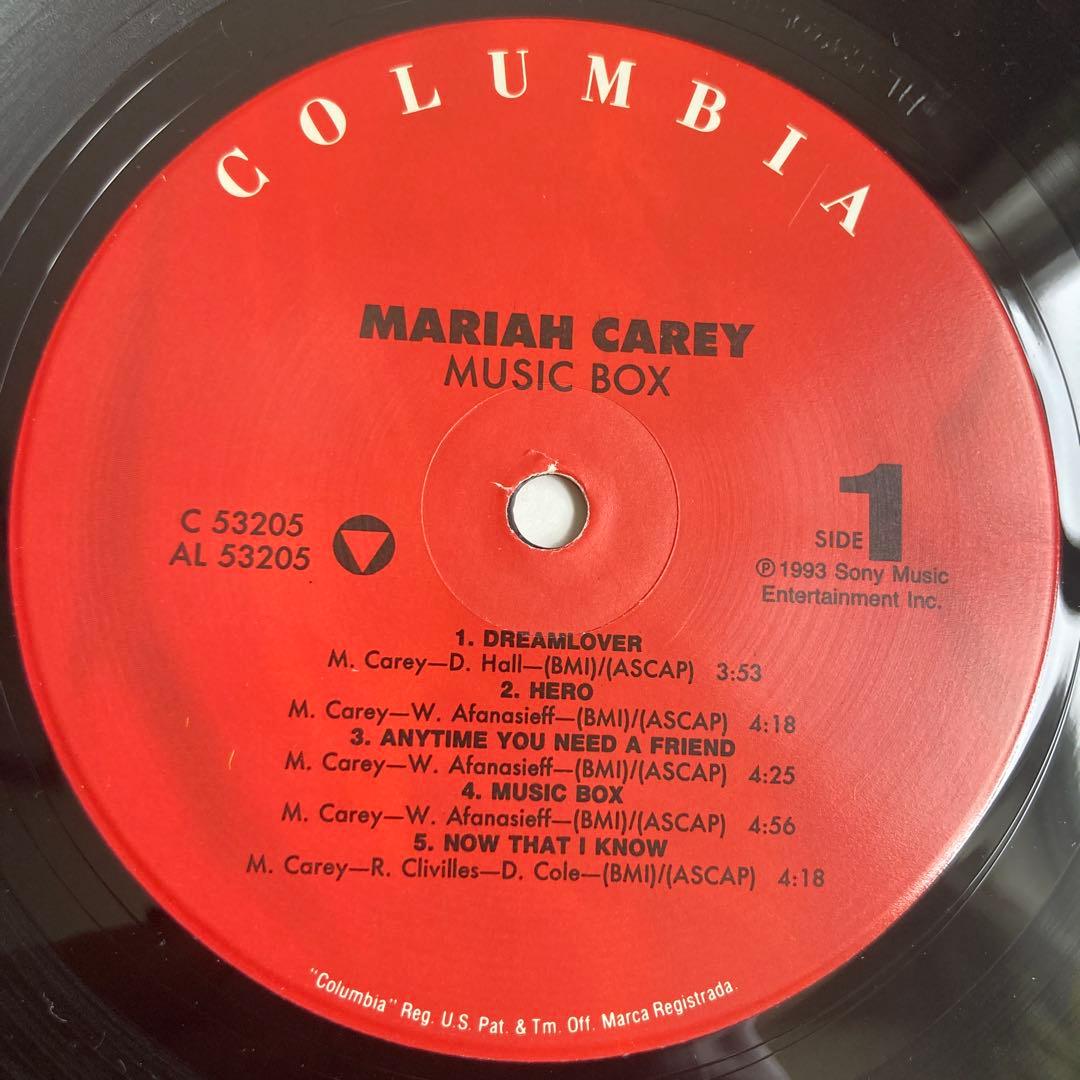 COLUMBIA
MARIAH CAREY
MUSIC BOX
C 53205
AL 53205
SIDE 1
Ⓟ1993 Sony Music
Entertainment Inc.
1. DREAMLOVER
M. Carey—D. Hall—(BMI)/(ASCAP) 3:53
2. HERO
M. Carey—W. Afanasieff—(BMI)/(ASCAP) 4:18
3. ANYTIME YOU NEED A FRIEND
M. Carey—W. Afanasieff—(BMI)/(ASCAP) 4:25
4. MUSIC BOX
M. Carey—W. Afanasieff—(BMI)/(ASCAP) 4:56
5. NOW THAT I KNOW
M. Carey—R. Clivilles—D. Cole—(BMI)/(ASCAP) 4:18
"Columbia" Reg. U.S. Pat. & Tm. Off. Marca Registrada.